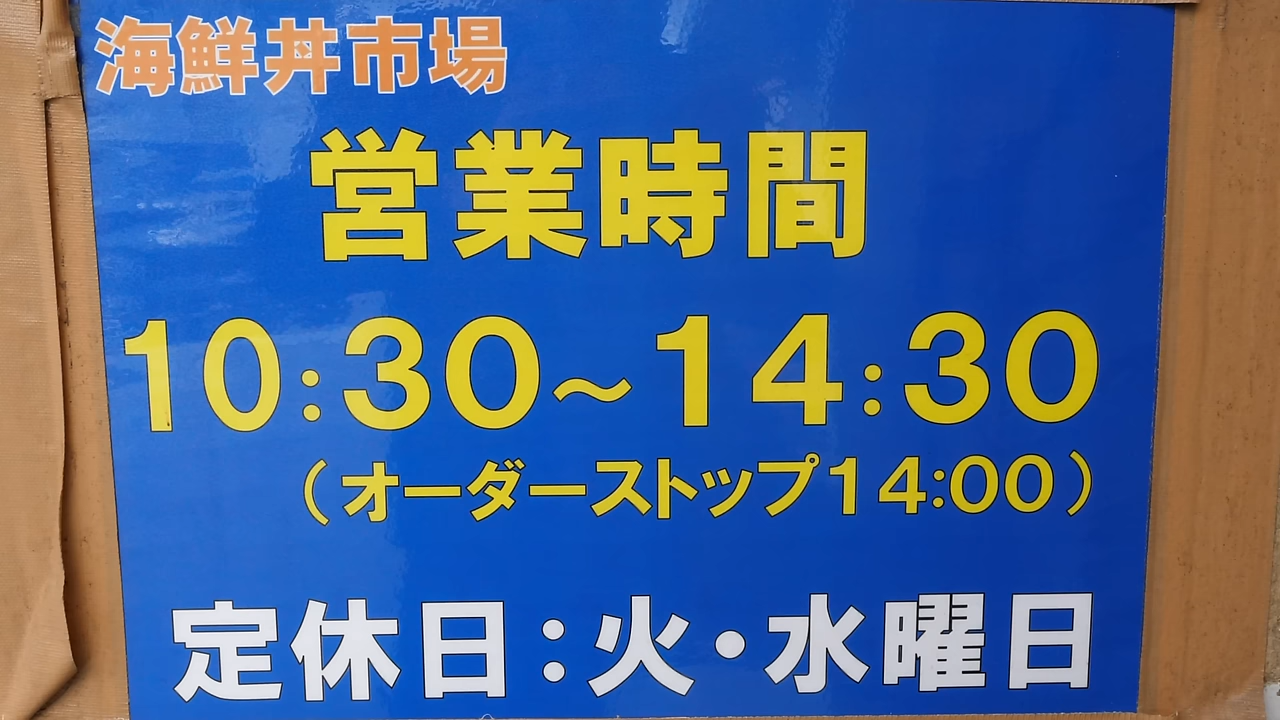 海鮮丼市場
営業時間
10:30～14:30
（オーダーストップ14:00）
定休日：火・水曜日